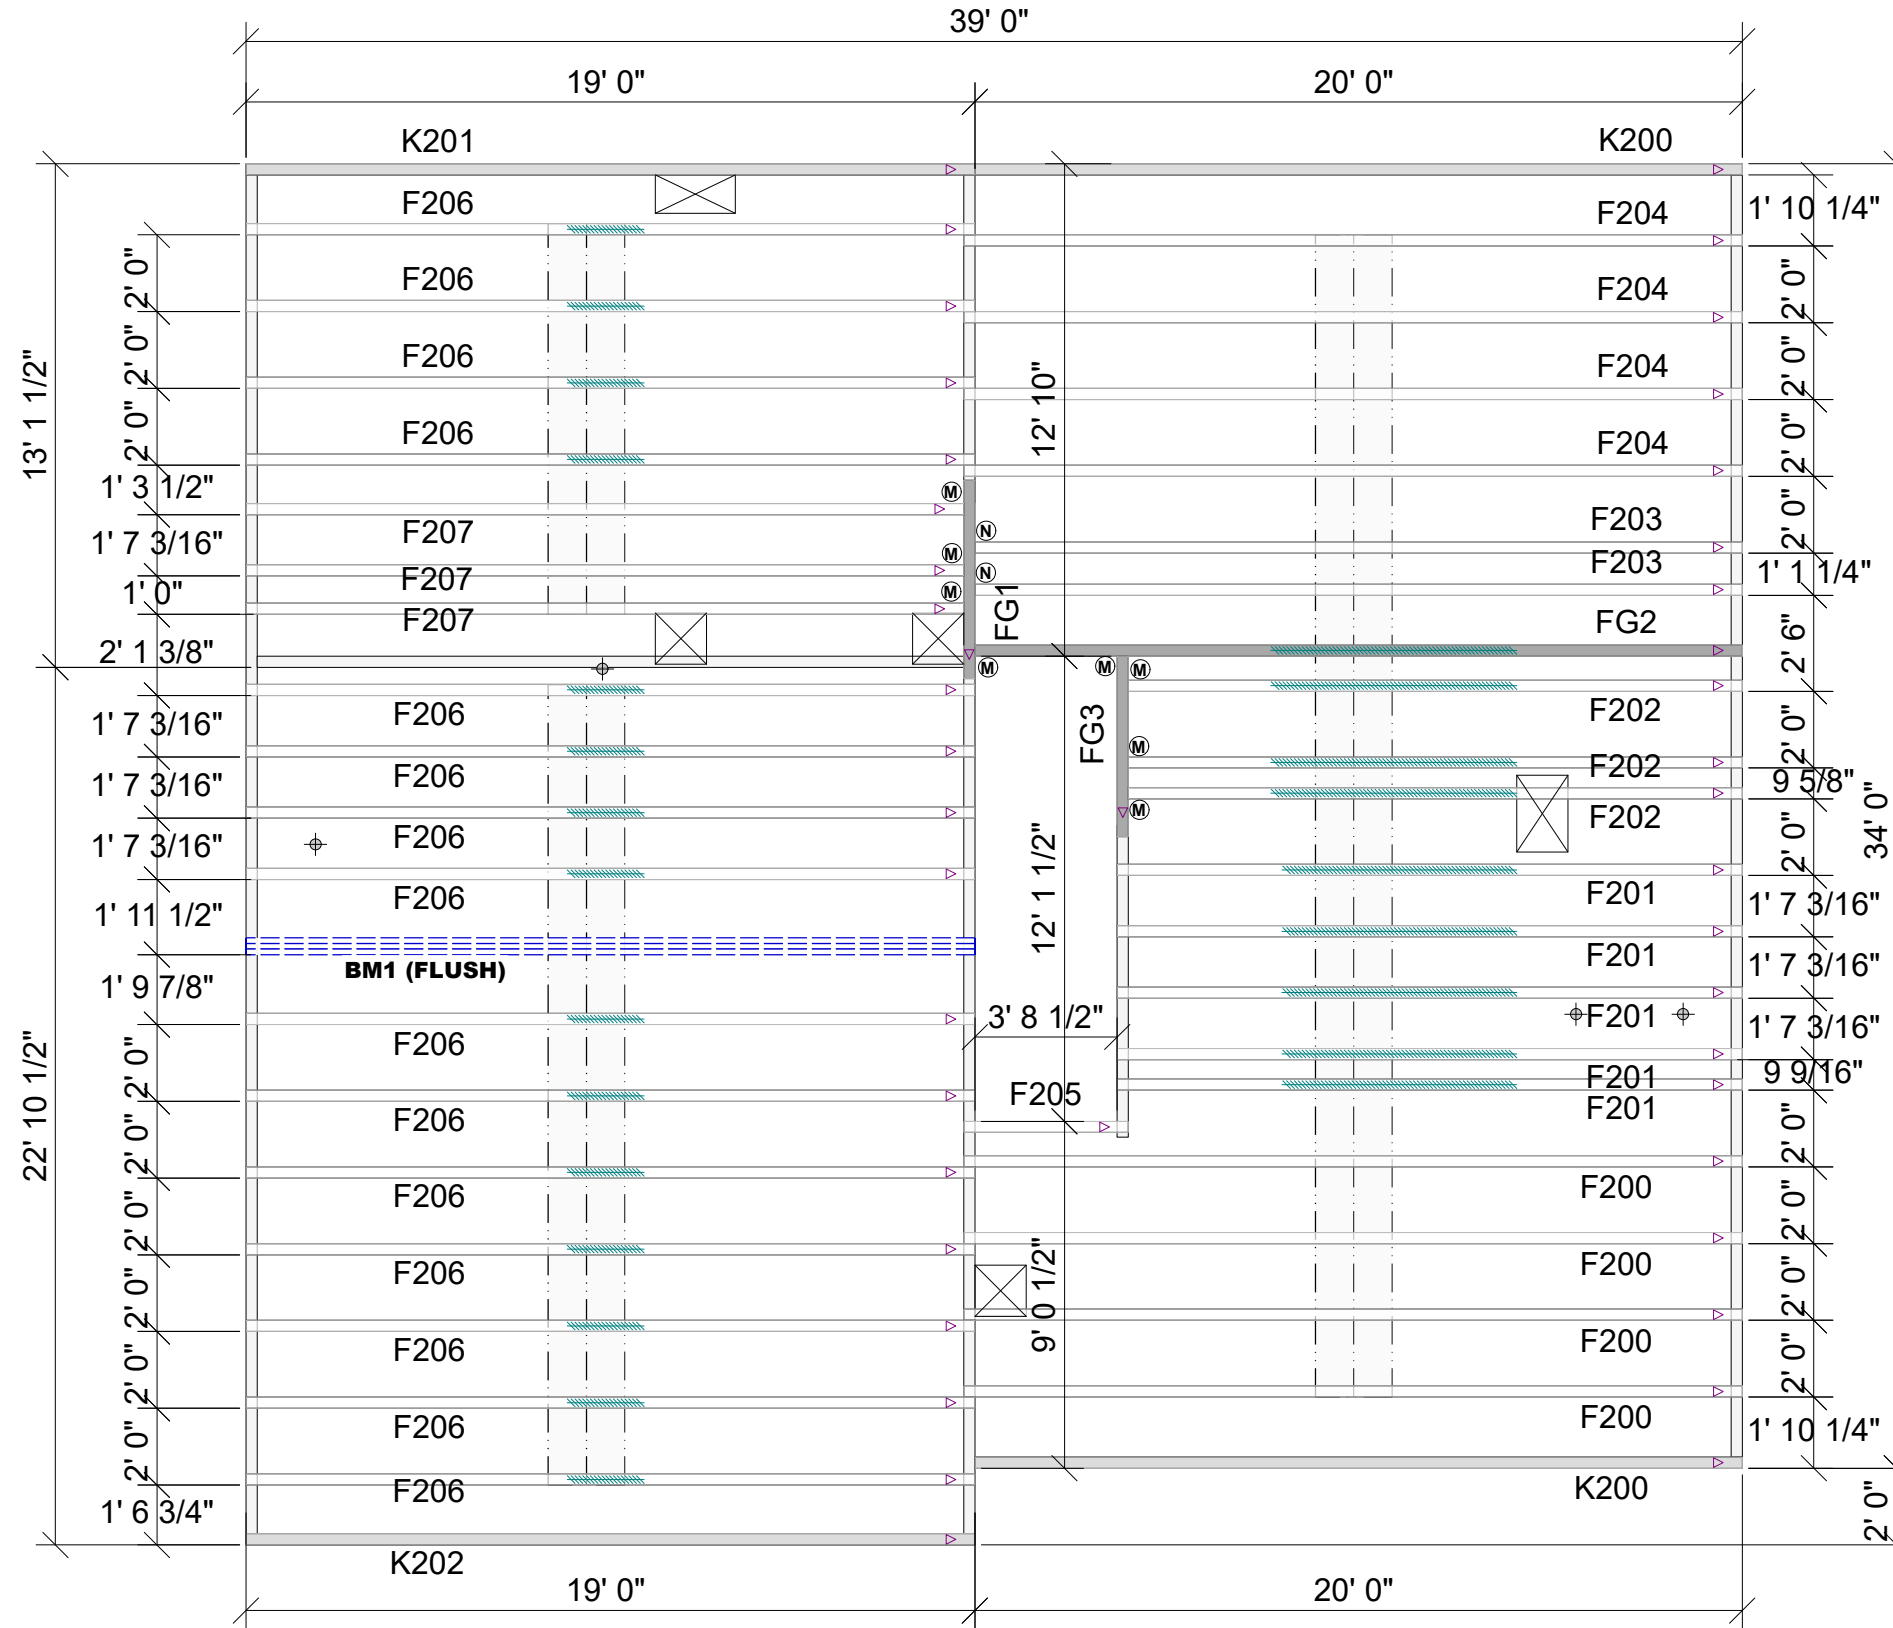 39' 0"
19' 0"
20' 0"
K201
K200
F206
F206
F206
F206
F207
F207
F207
F206
F206
F206
F206
BM1 (FLUSH)
F206
F206
F206
F206
F206
F206
F206
K202
13' 1 1/2"
22' 10 1/2"
2' 0"
2' 0"
2' 0"
1' 3 1/2"
1' 7 3/16"
1' 0"
2' 1 3/8"
1' 7 3/16"
1' 7 3/16"
1' 7 3/16"
1' 11 1/2"
1' 9 7/8"
2' 0"
2' 0"
2' 0"
2' 0"
2' 0"
2' 0"
1' 6 3/4"
M
N
M
N
M
FG1
M
M
M
FG3
M
M
12' 10"
12' 1 1/2"
3' 8 1/2"
F205
9' 0 1/2"
F204
F204
F204
F204
F203
F203
FG2
F202
F202
F202
F201
F201
F201
F201
F201
F200
F200
F200
F200
K200
1' 10 1/4"
2' 0"
2' 0"
2' 0"
2' 0"
1' 1 1/4"
2' 6"
2' 0"
9 5/8"
2' 0"
1' 7 3/16"
1' 7 3/16"
1' 7 3/16"
9 9/16"
2' 0"
2' 0"
2' 0"
2' 0"
1' 10 1/4"
34' 0"
2' 0"
19' 0"
20' 0"